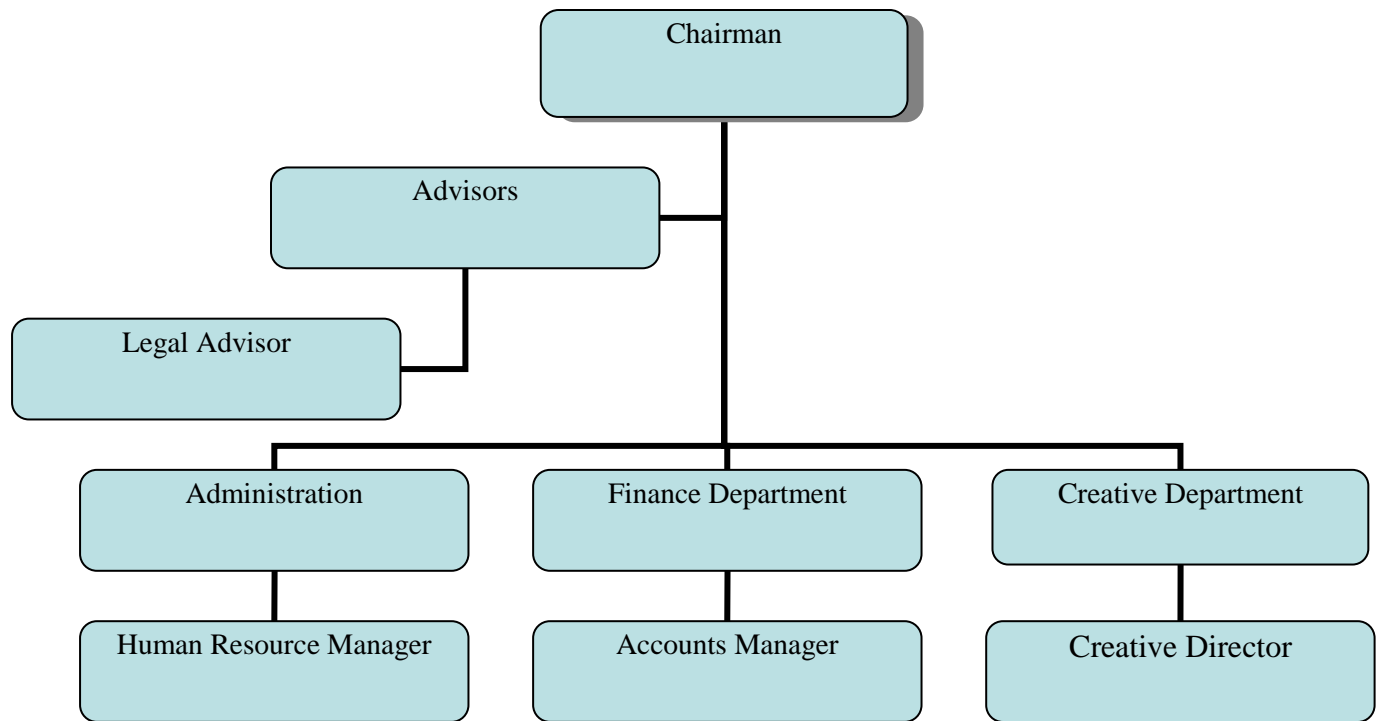 Chairman
Advisors
Legal Advisor
Administration
Finance Department
Creative Department
Human Resource Manager
Accounts Manager
Creative Director